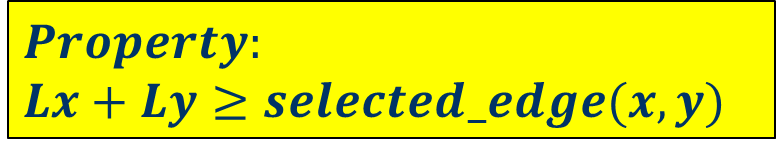 Property:
Lx + Ly ≥ selected_edge(x, y)